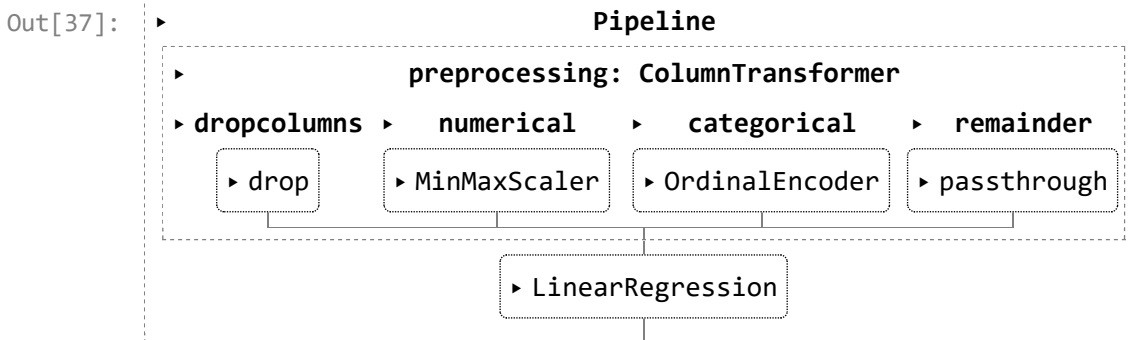 Out[37]: ▸ Pipeline
▸ preprocessing: ColumnTransformer
▸ dropcolumns ▸ numerical ▸ categorical ▸ remainder
▸ drop ▸ MinMaxScaler ▸ OrdinalEncoder ▸ passthrough
▸ LinearRegression